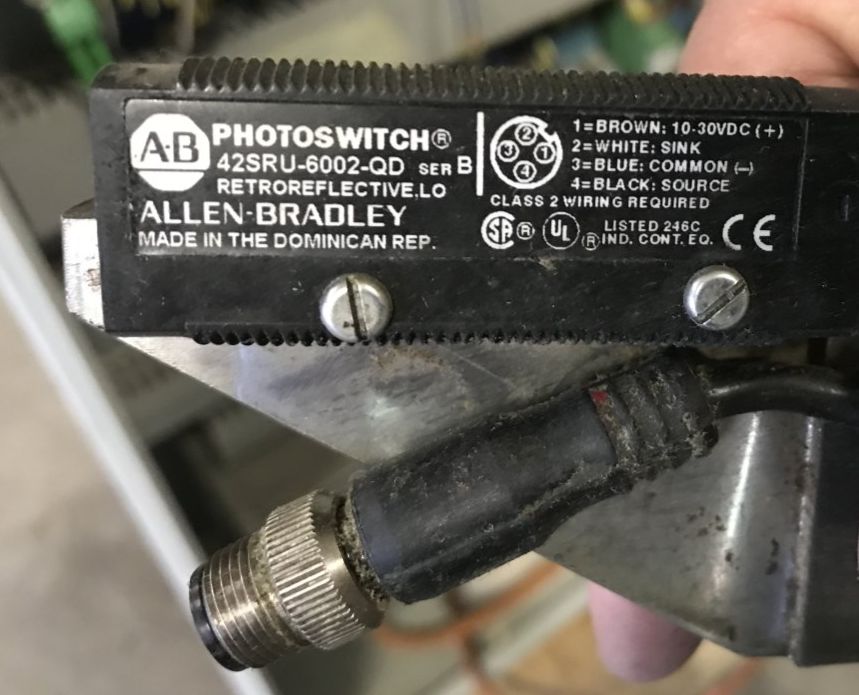 AB PHOTOSWITCH®
42SRU-6002-QD SER B
RETROREFLECTIVE,LO
ALLEN-BRADLEY
MADE IN THE DOMINICAN REP.
2
3 1
4
1=BROWN: 10-30VDC (+)
2=WHITE: SINK
3=BLUE: COMMON (–)
4=BLACK: SOURCE
CLASS 2 WIRING REQUIRED
SA ® UL ® LISTED 246C
IND. CONT. EQ. CE